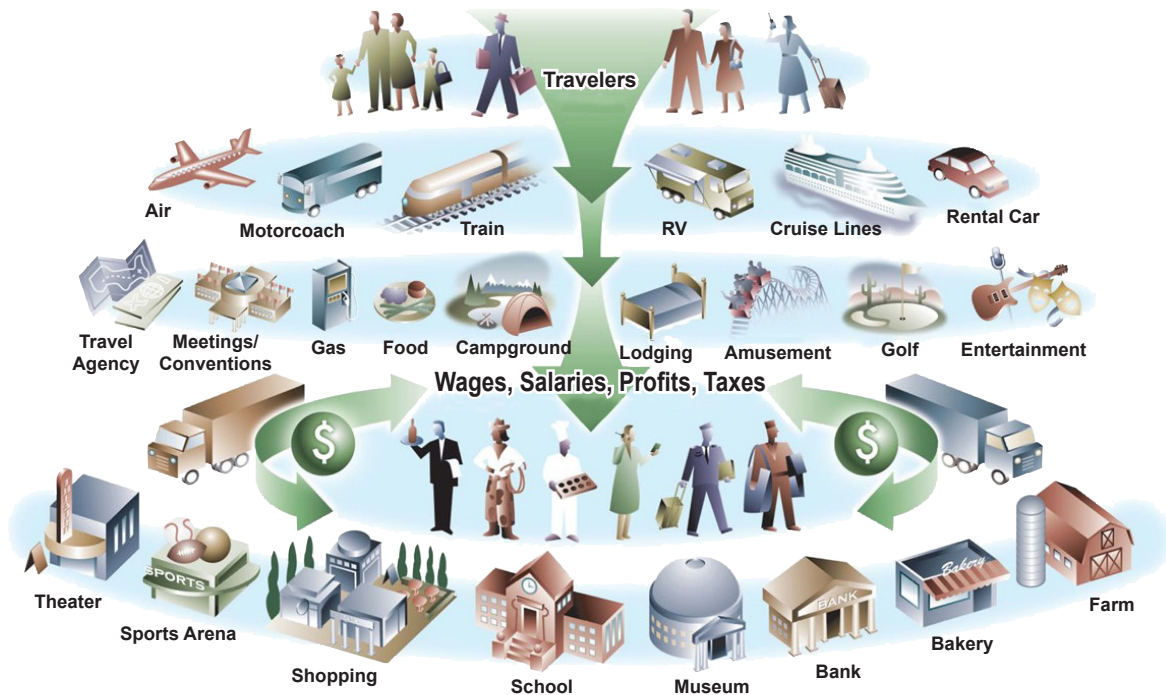 Travelers
Air
Motorcoach
Train
RV
Cruise Lines
Rental Car
Travel
Agency
Meetings/
Conventions
Gas
Food
Campground
Lodging
Amusement
Golf
Entertainment
Wages, Salaries, Profits, Taxes
$
$
THEATER
SPORTS
BANK
Bakery
Theater
Sports Arena
Shopping
School
Museum
Bank
Bakery
Farm